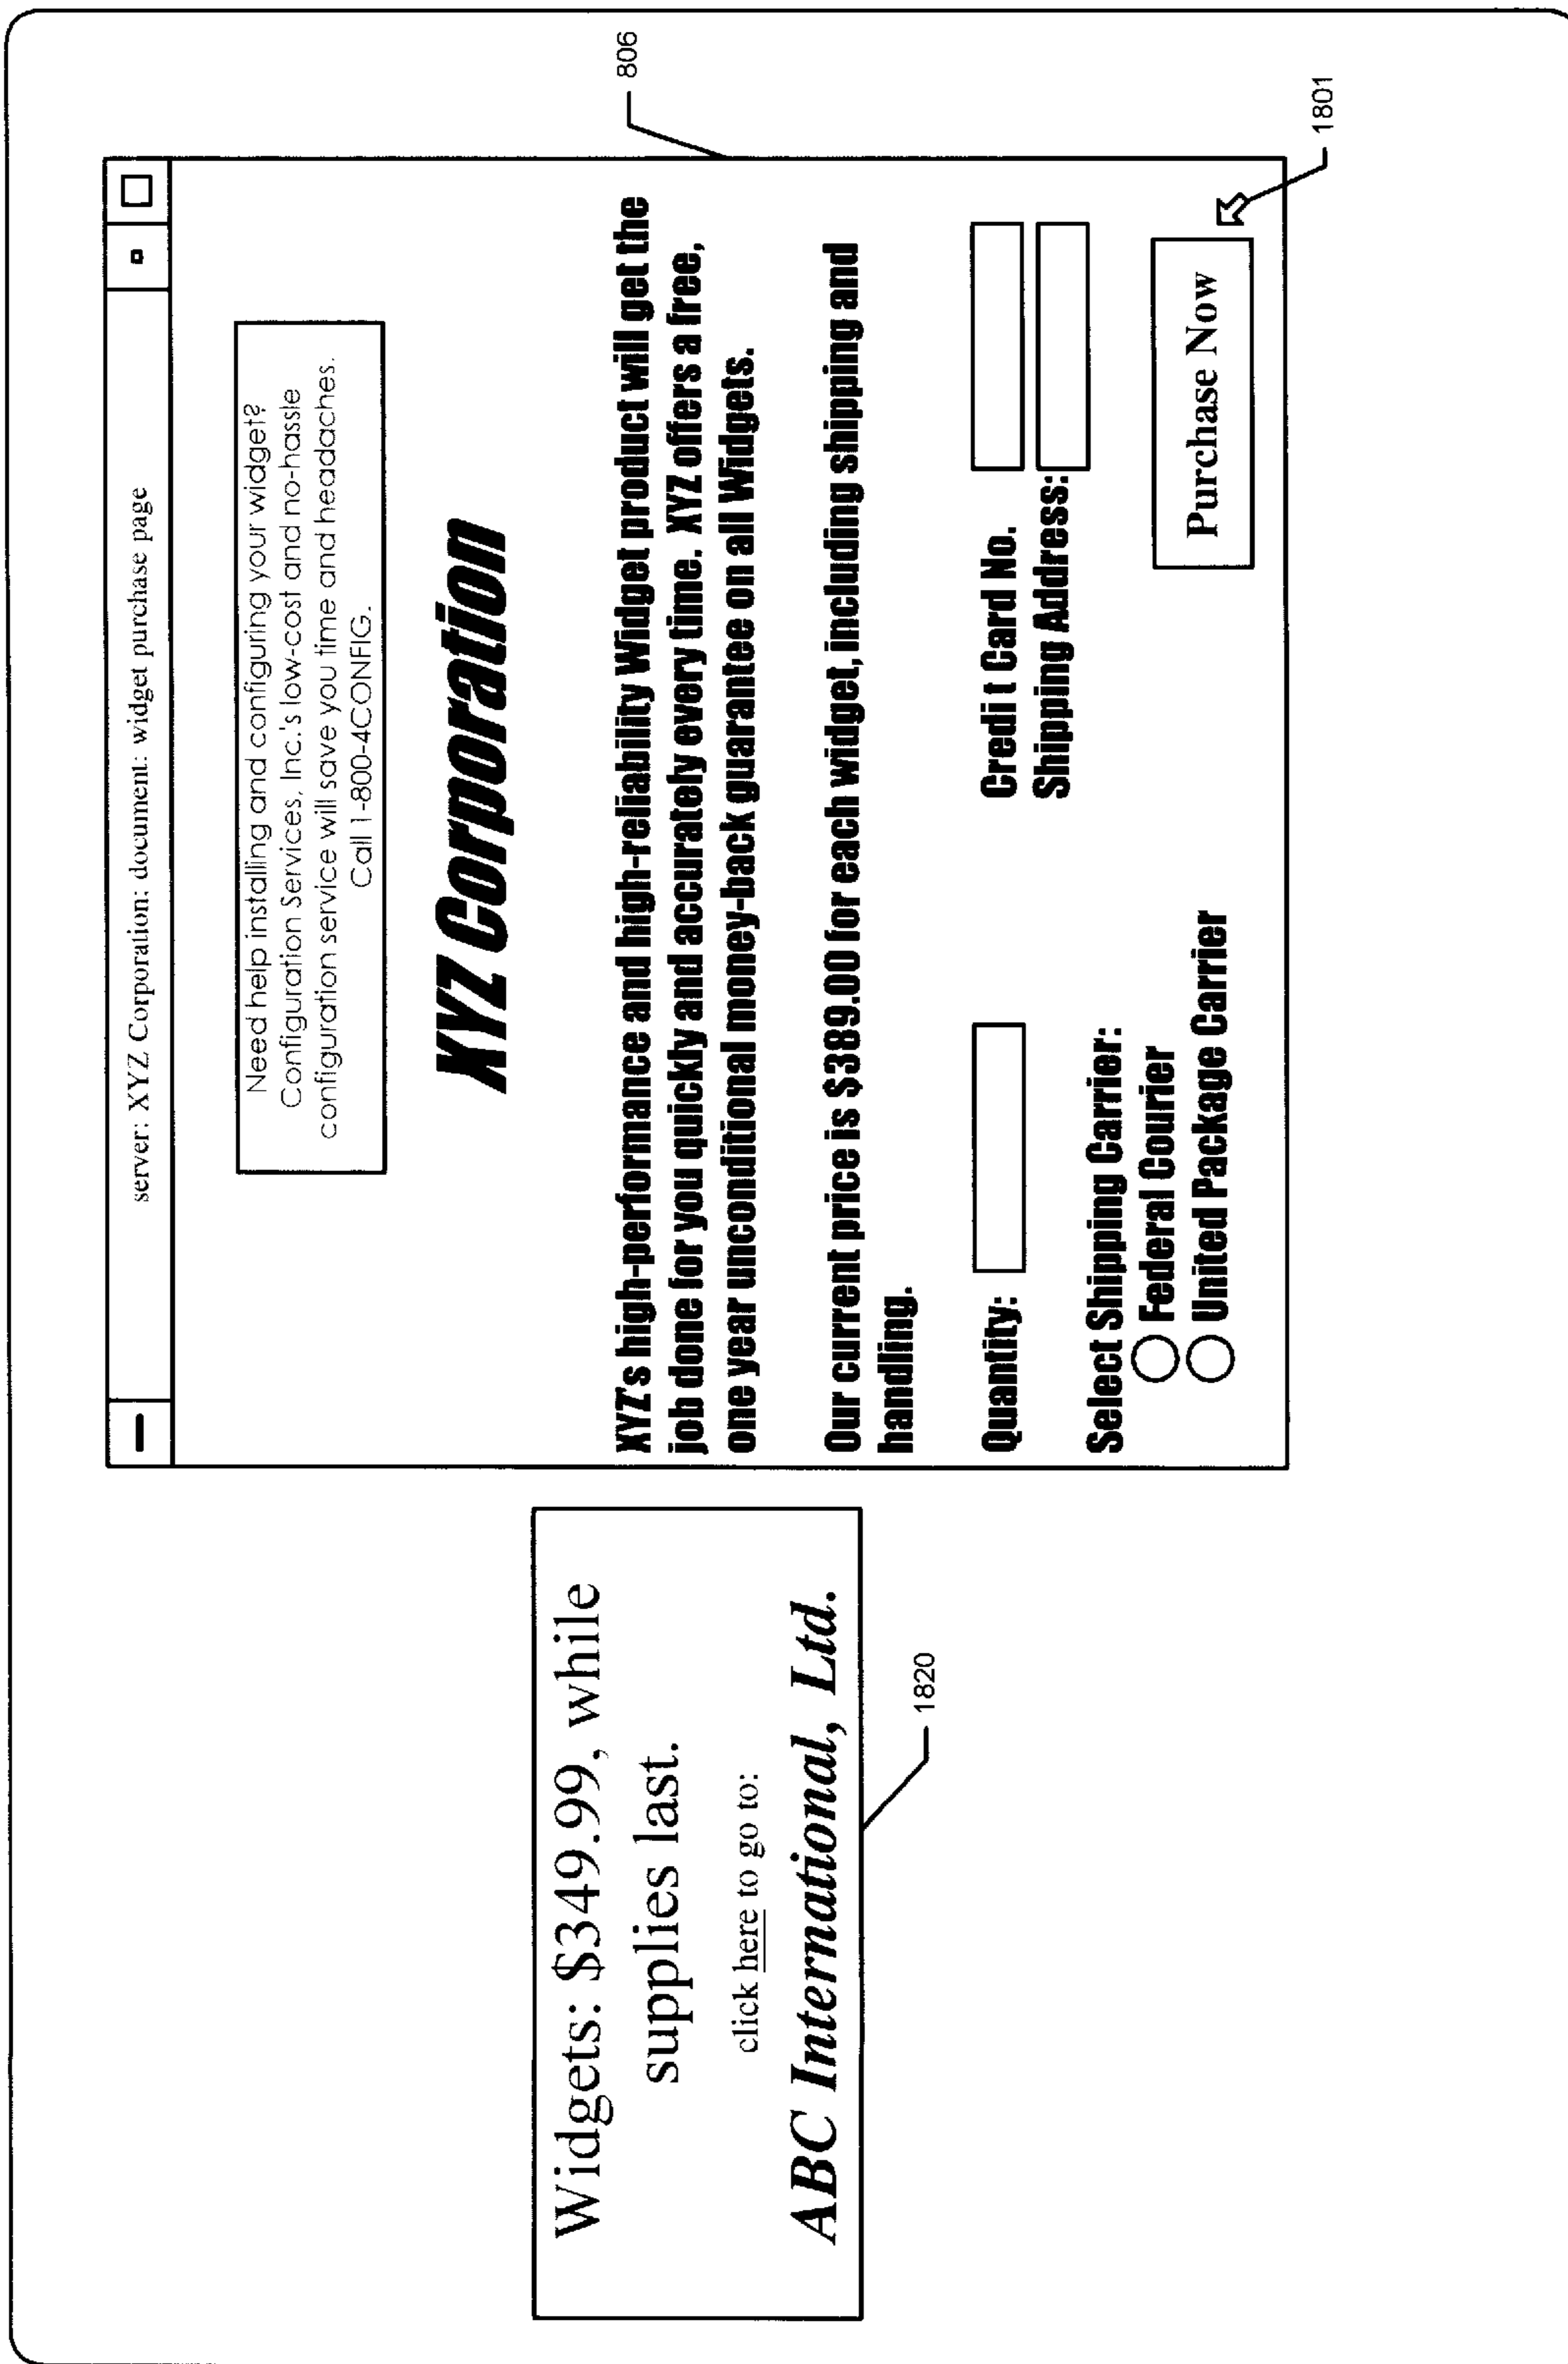 server: XYZ Corporation: document: widget purchase page
Need help installing and configuring your widget?
Configuration Services, Inc.'s low-cost and no-hassle
configuration service will save you time and headaches.
Call 1-800-4CONFIG.
XYZ Corporation
806
XYZ's high-performance and high-reliability Widget product will get the
job done for you quickly and accurately every time. XYZ offers a free,
one year unconditional money-back guarantee on all Widgets.
Our current price is $389.00 for each widget, including shipping and
handling.
Quantity:
Credit Card No.
Shipping Address:
Select Shipping Carrier:
Federal Courier
United Package Carrier
Purchase Now
1801
Widgets: $349.99, while
supplies last.
click here to go to:
ABC International, Ltd.
1820